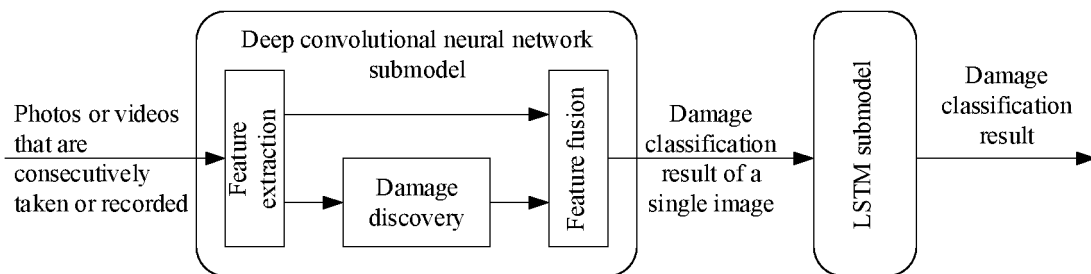 Deep convolutional neural network
submodel
Photos or videos
that are
consecutively
taken or recorded
Feature
extraction
Damage
discovery
Feature fusion
Damage
classification
result of a
single image
LSTM submodel
Damage
classification
result